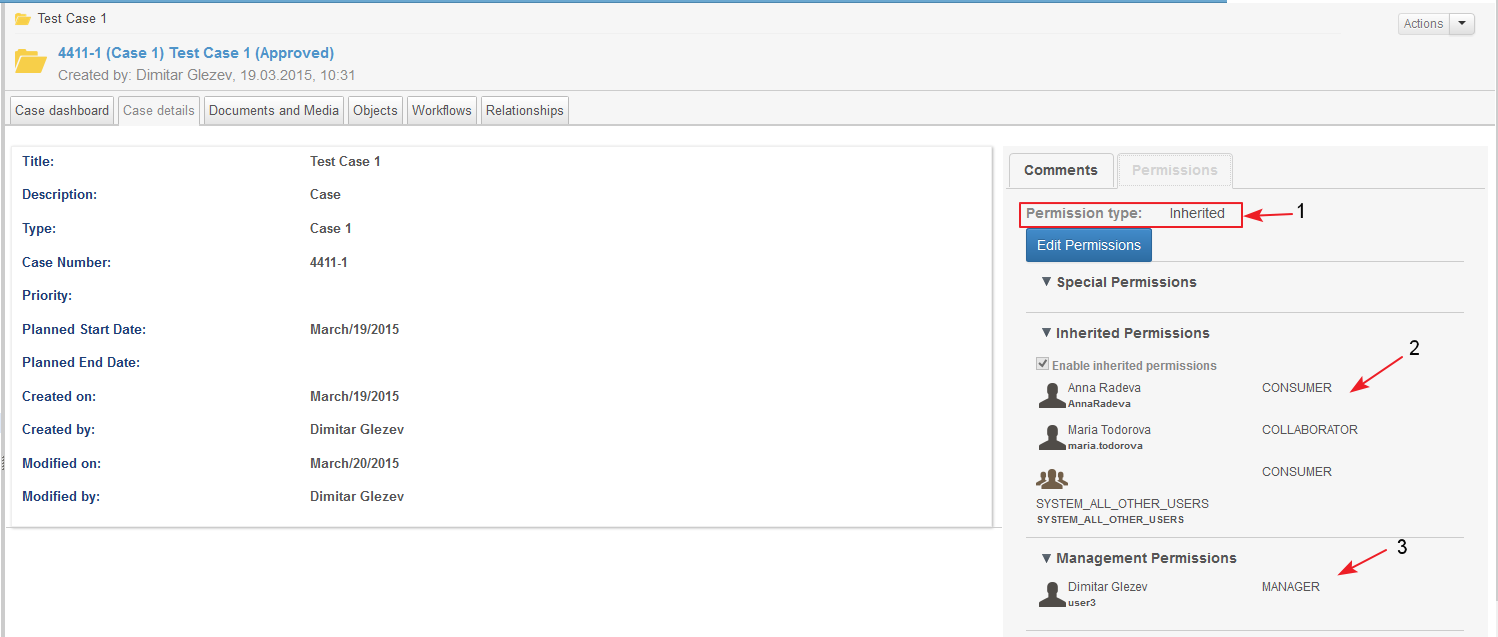 Test Case 1
Actions
4411-1 (Case 1) Test Case 1 (Approved)
Created by: Dimitar Glezev, 19.03.2015, 10:31
Case dashboard Case details Documents and Media Objects Workflows Relationships
Title: Test Case 1
Description: Case
Type: Case 1
Case Number: 4411-1
Priority:
Planned Start Date: March/19/2015
Planned End Date:
Created on: March/19/2015
Created by: Dimitar Glezev
Modified on: March/20/2015
Modified by: Dimitar Glezev
Comments Permissions
Permission type: Inherited 1
Edit Permissions
Special Permissions
Inherited Permissions
2
Enable inherited permissions
Anna Radeva CONSUMER
AnnaRadeva
Maria Todorova COLLABORATOR
maria.todorova
CONSUMER
SYSTEM_ALL_OTHER_USERS
SYSTEM_ALL_OTHER_USERS
3
Management Permissions
Dimitar Glezev MANAGER
user3